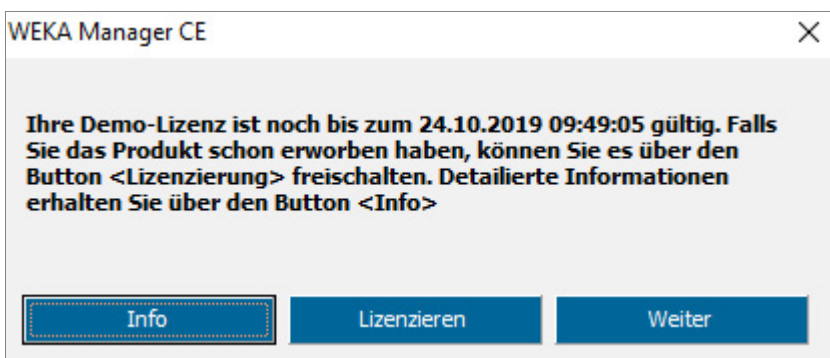 WEKA Manager CE
Ihre Demo-Lizenz ist noch bis zum 24.10.2019 09:49:05 gültig. Falls
Sie das Produkt schon erworben haben, können Sie es über den
Button <Lizenzierung> freischalten. Detailierte Informationen
erhalten Sie über den Button <Info>
Info Lizenzieren Weiter